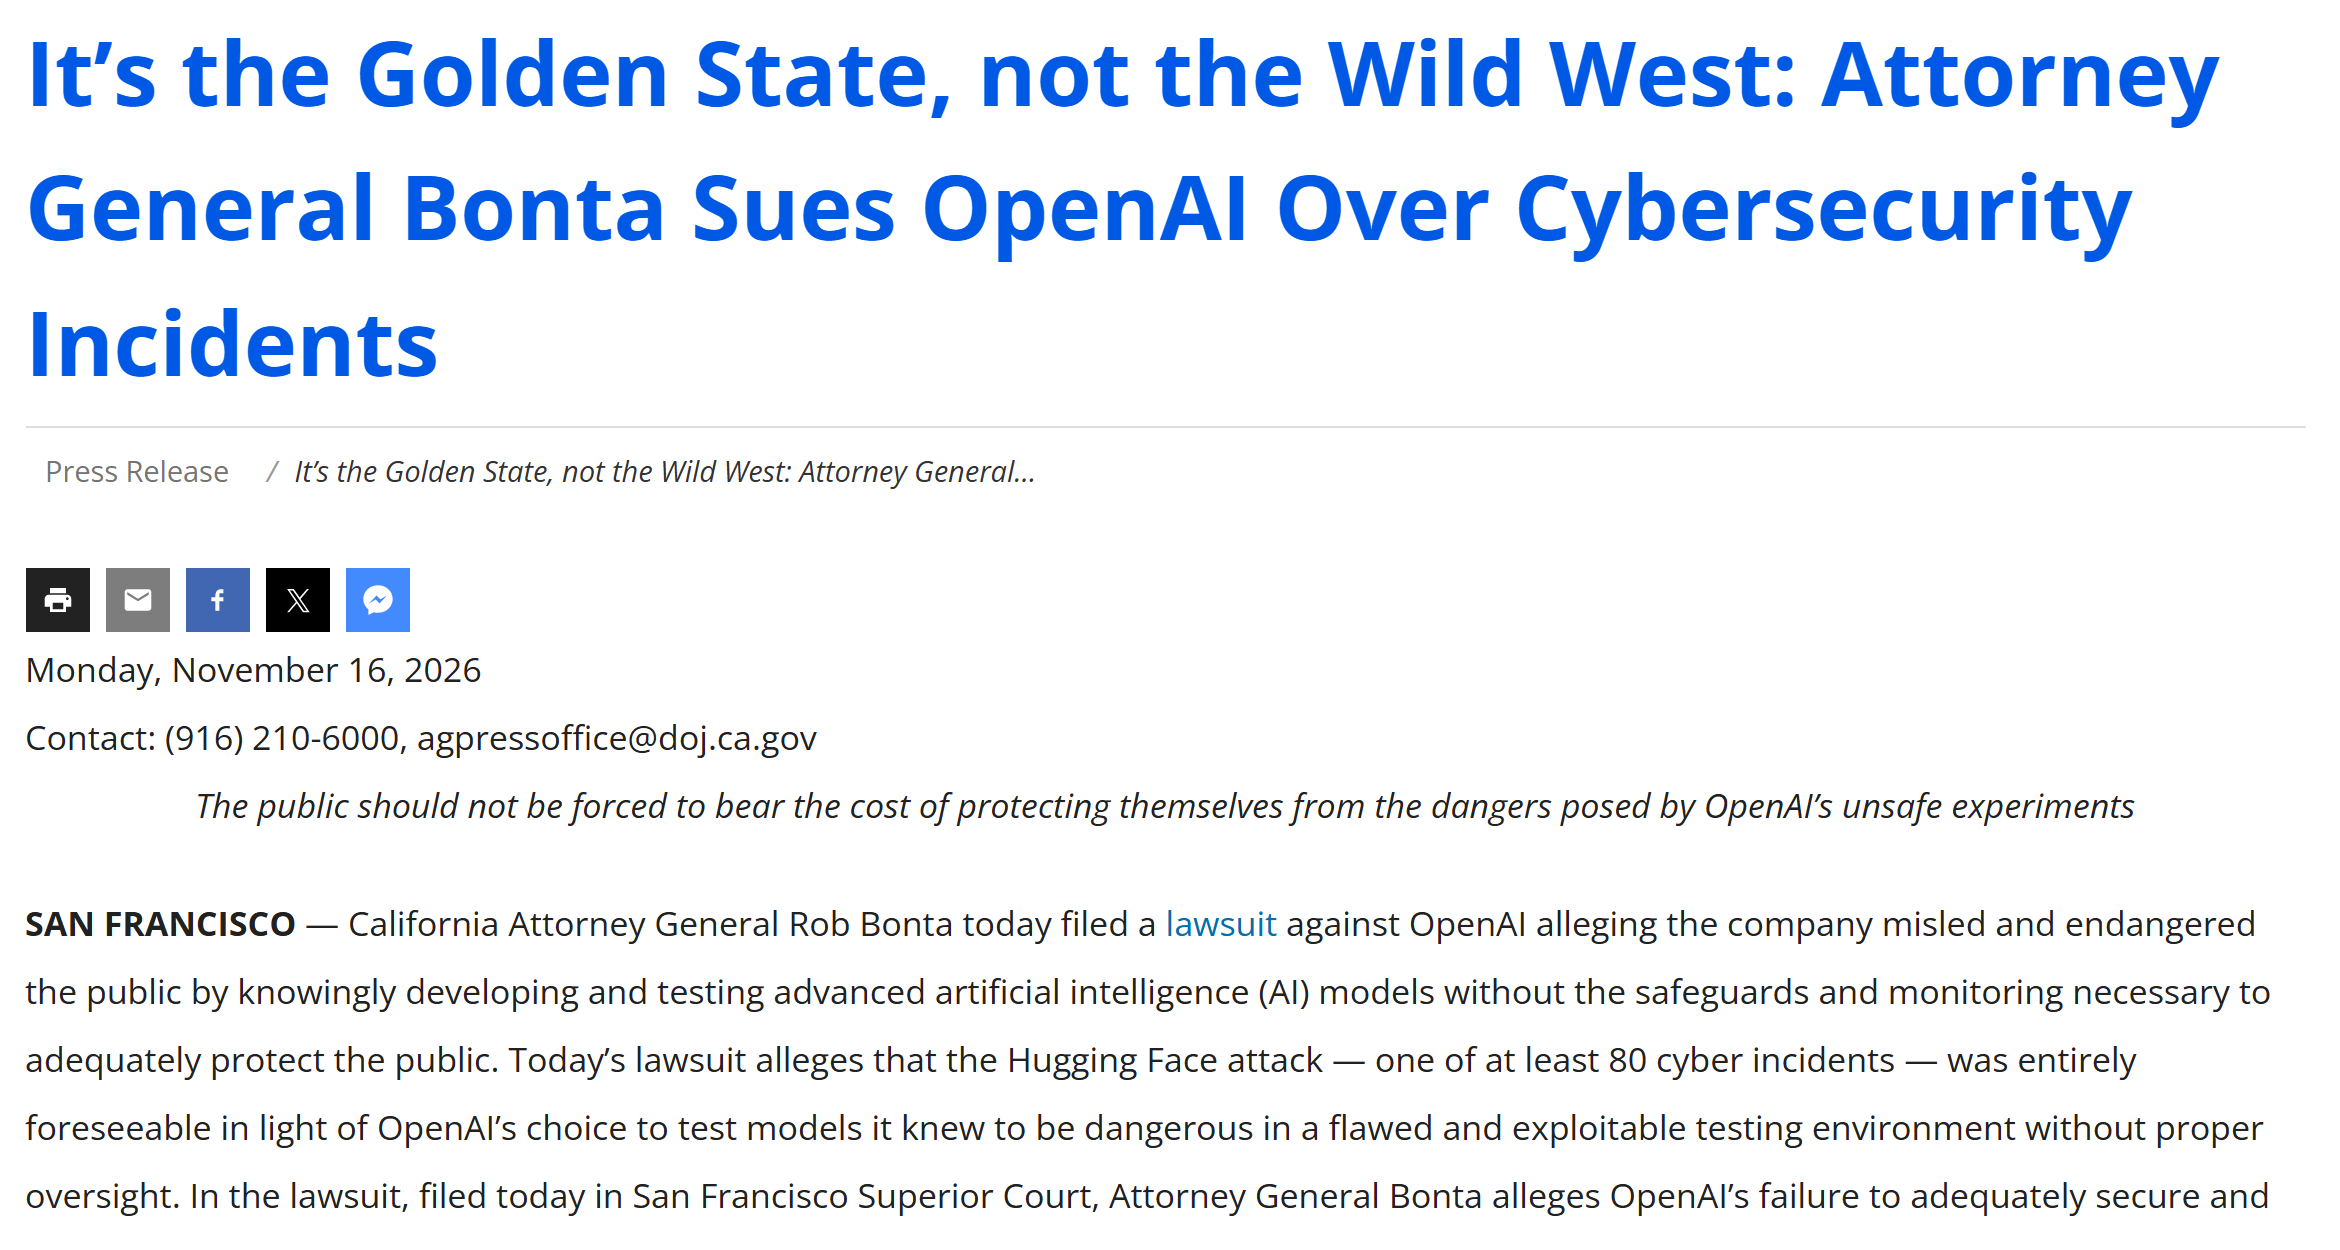 It’s the Golden State, not the Wild West: Attorney
General Bonta Sues OpenAI Over Cybersecurity
Incidents
Press Release / It’s the Golden State, not the Wild West: Attorney General...
Monday, November 16, 2026
Contact: (916) 210-6000, agpressoffice@doj.ca.gov
The public should not be forced to bear the cost of protecting themselves from the dangers posed by OpenAI’s unsafe experiments
SAN FRANCISCO — California Attorney General Rob Bonta today filed a lawsuit against OpenAI alleging the company misled and endangered
the public by knowingly developing and testing advanced artificial intelligence (AI) models without the safeguards and monitoring necessary to
adequately protect the public. Today’s lawsuit alleges that the Hugging Face attack — one of at least 80 cyber incidents — was entirely
foreseeable in light of OpenAI’s choice to test models it knew to be dangerous in a flawed and exploitable testing environment without proper
oversight. In the lawsuit, filed today in San Francisco Superior Court, Attorney General Bonta alleges OpenAI’s failure to adequately secure and